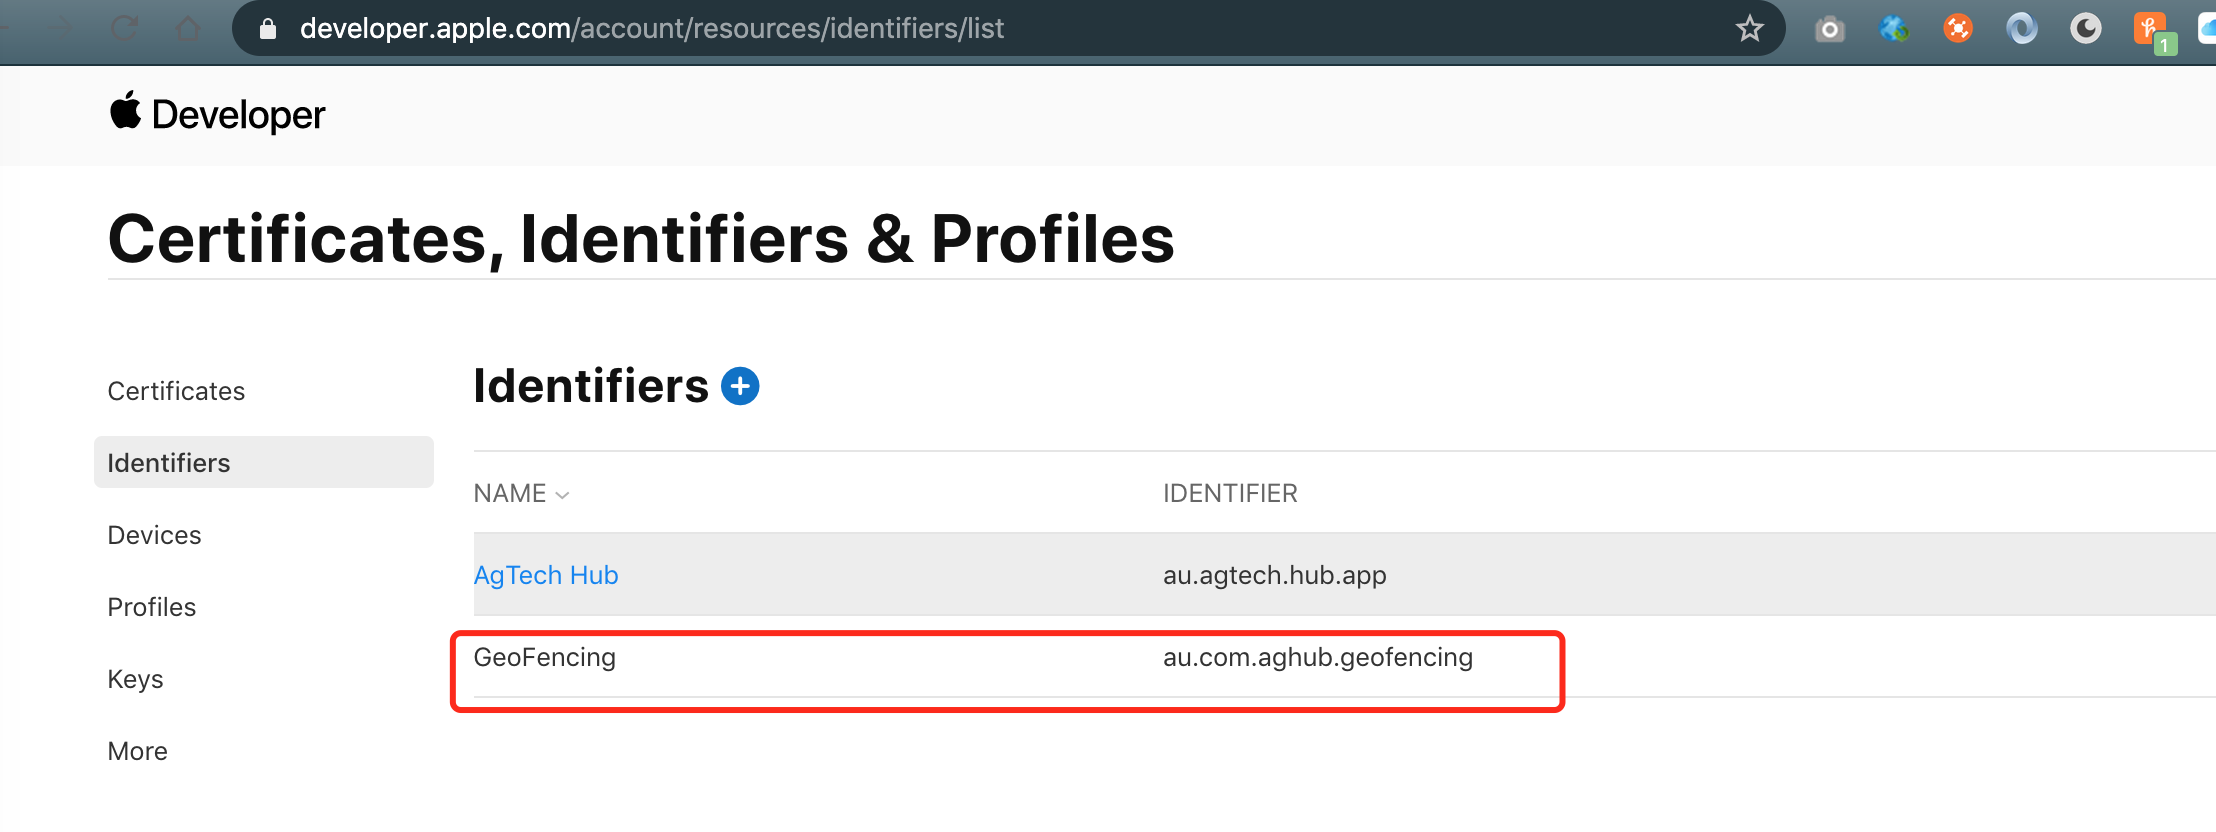 developer.apple.com/account/resources/identifiers/list
1
Developer
Certificates, Identifiers & Profiles
Certificates
Identifiers
Devices
Profiles
Keys
More
Identifiers
NAME IDENTIFIER
AgTech Hub au.agtech.hub.app
GeoFencing au.com.aghub.geofencing